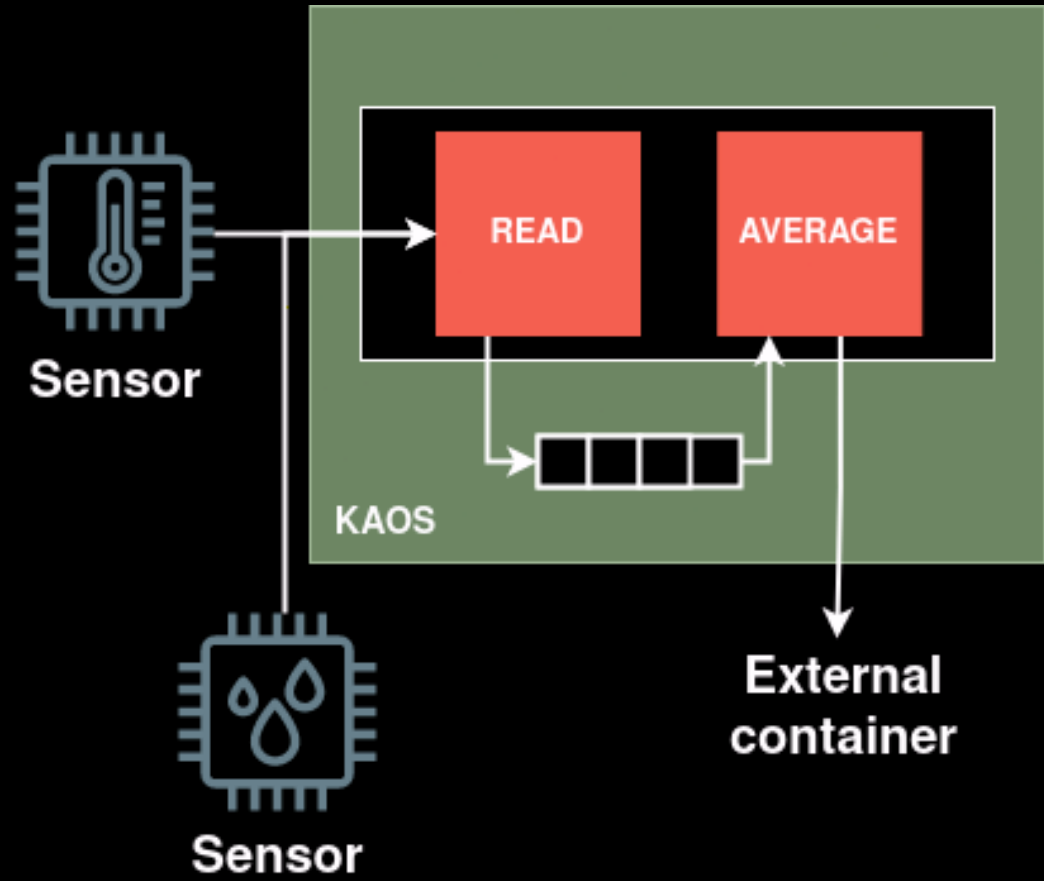 READ
AVERAGE
Sensor
KAOS
External
container
Sensor